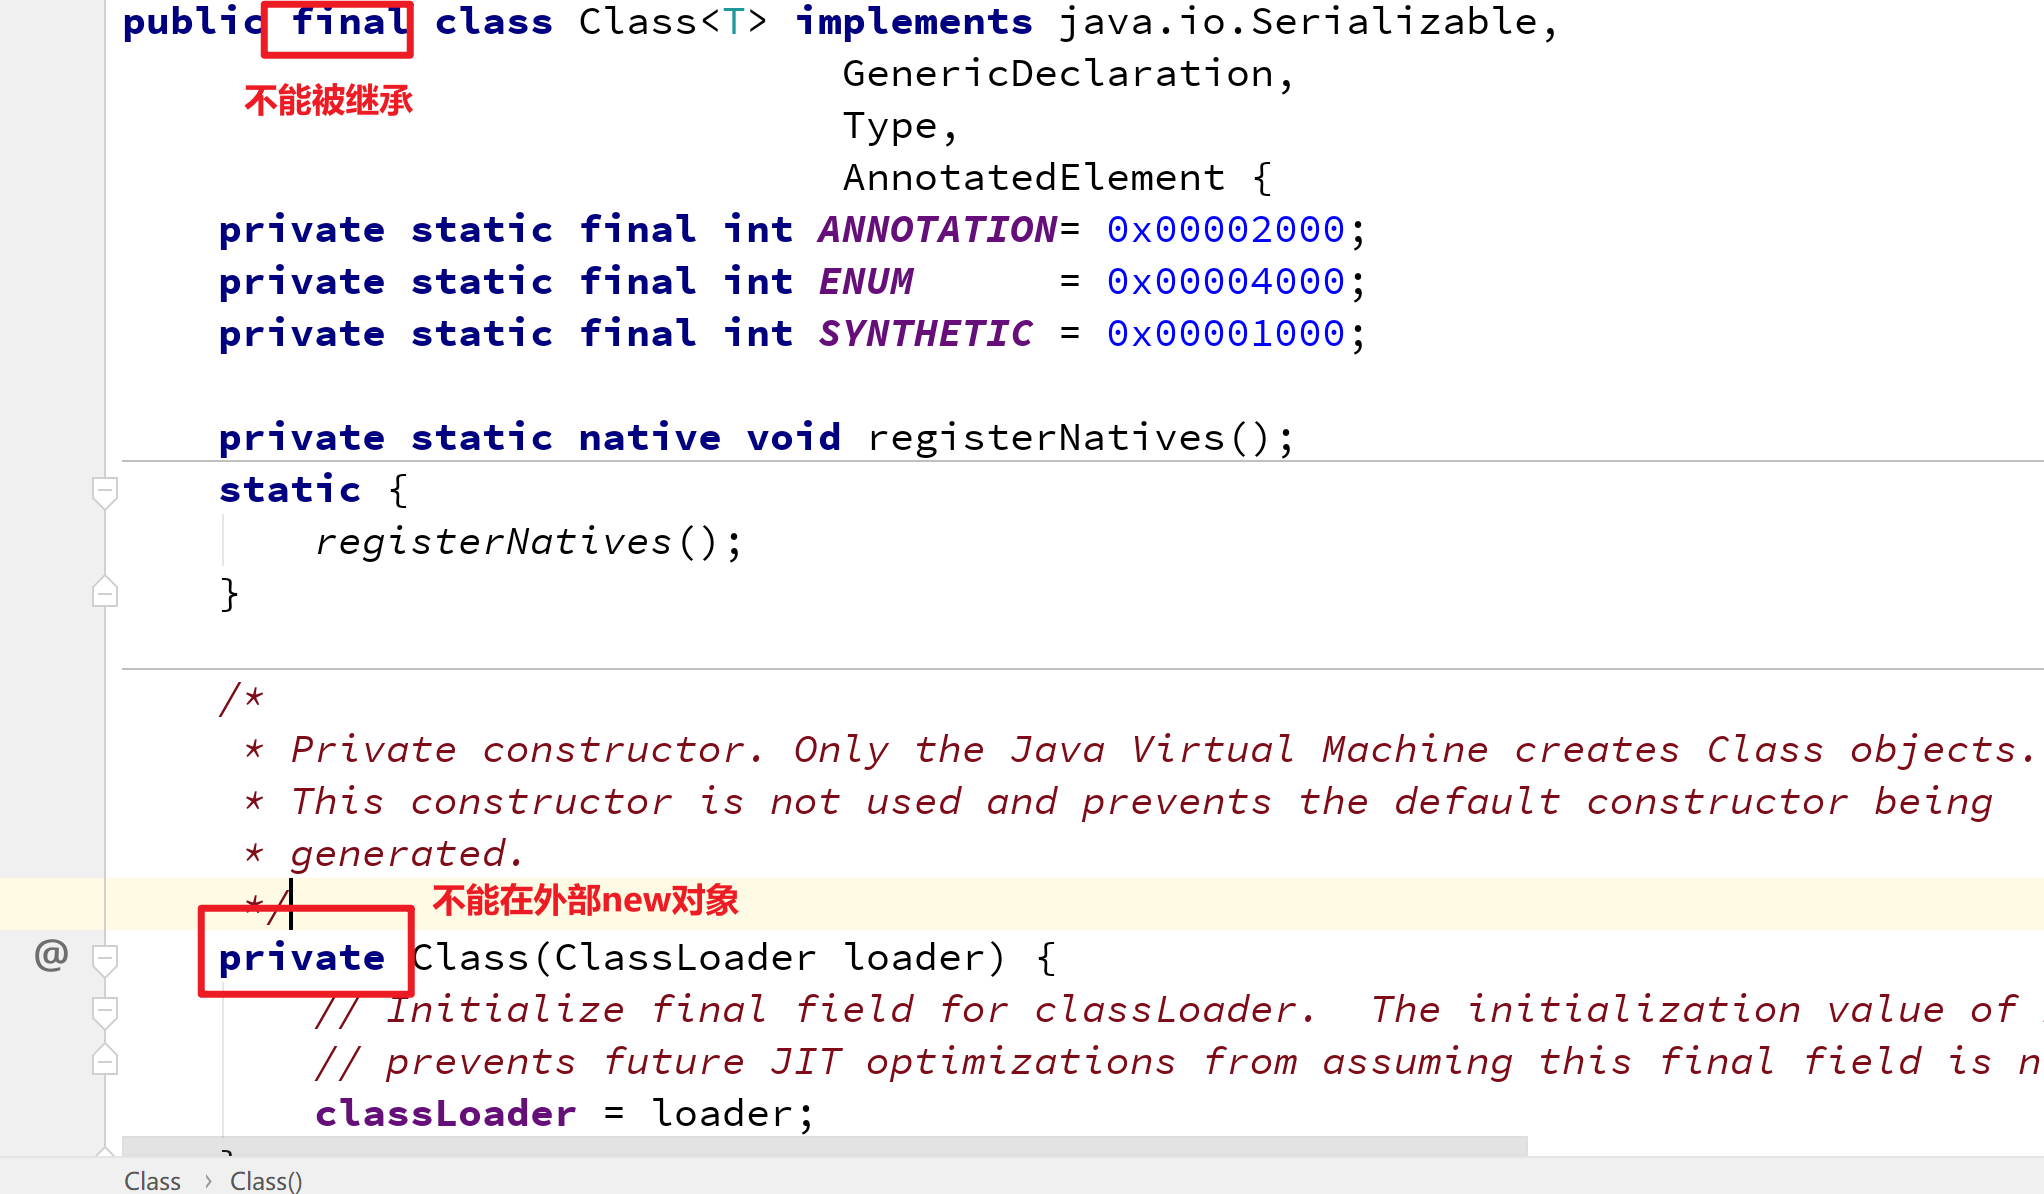 public final class Class<T> implements java.io.Serializable,
GenericDeclaration,
不能被继承
Type,
AnnotatedElement {
private static final int ANNOTATION= 0x00002000;
private static final int ENUM      = 0x00004000;
private static final int SYNTHETIC = 0x00001000;
private static native void registerNatives();
static {
registerNatives();
}
/*
* Private constructor. Only the Java Virtual Machine creates Class objects.
* This constructor is not used and prevents the default constructor being
* generated.
*/
不能在外部new对象
@ private Class(ClassLoader loader) {
// Initialize final field for classLoader.  The initialization value of
// prevents future JIT optimizations from assuming this final field is
classLoader = loader;
Class › Class()